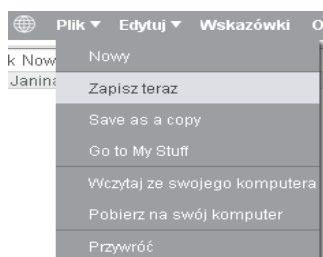 Plik ▼ Edytuj ▼ Wskazówki O
k Now
Janina
Nowy
Zapisz teraz
Save as a copy
Go to My Stuff
Wczytaj ze swojego komputera
Pobierz na swój komputer
Przywróć